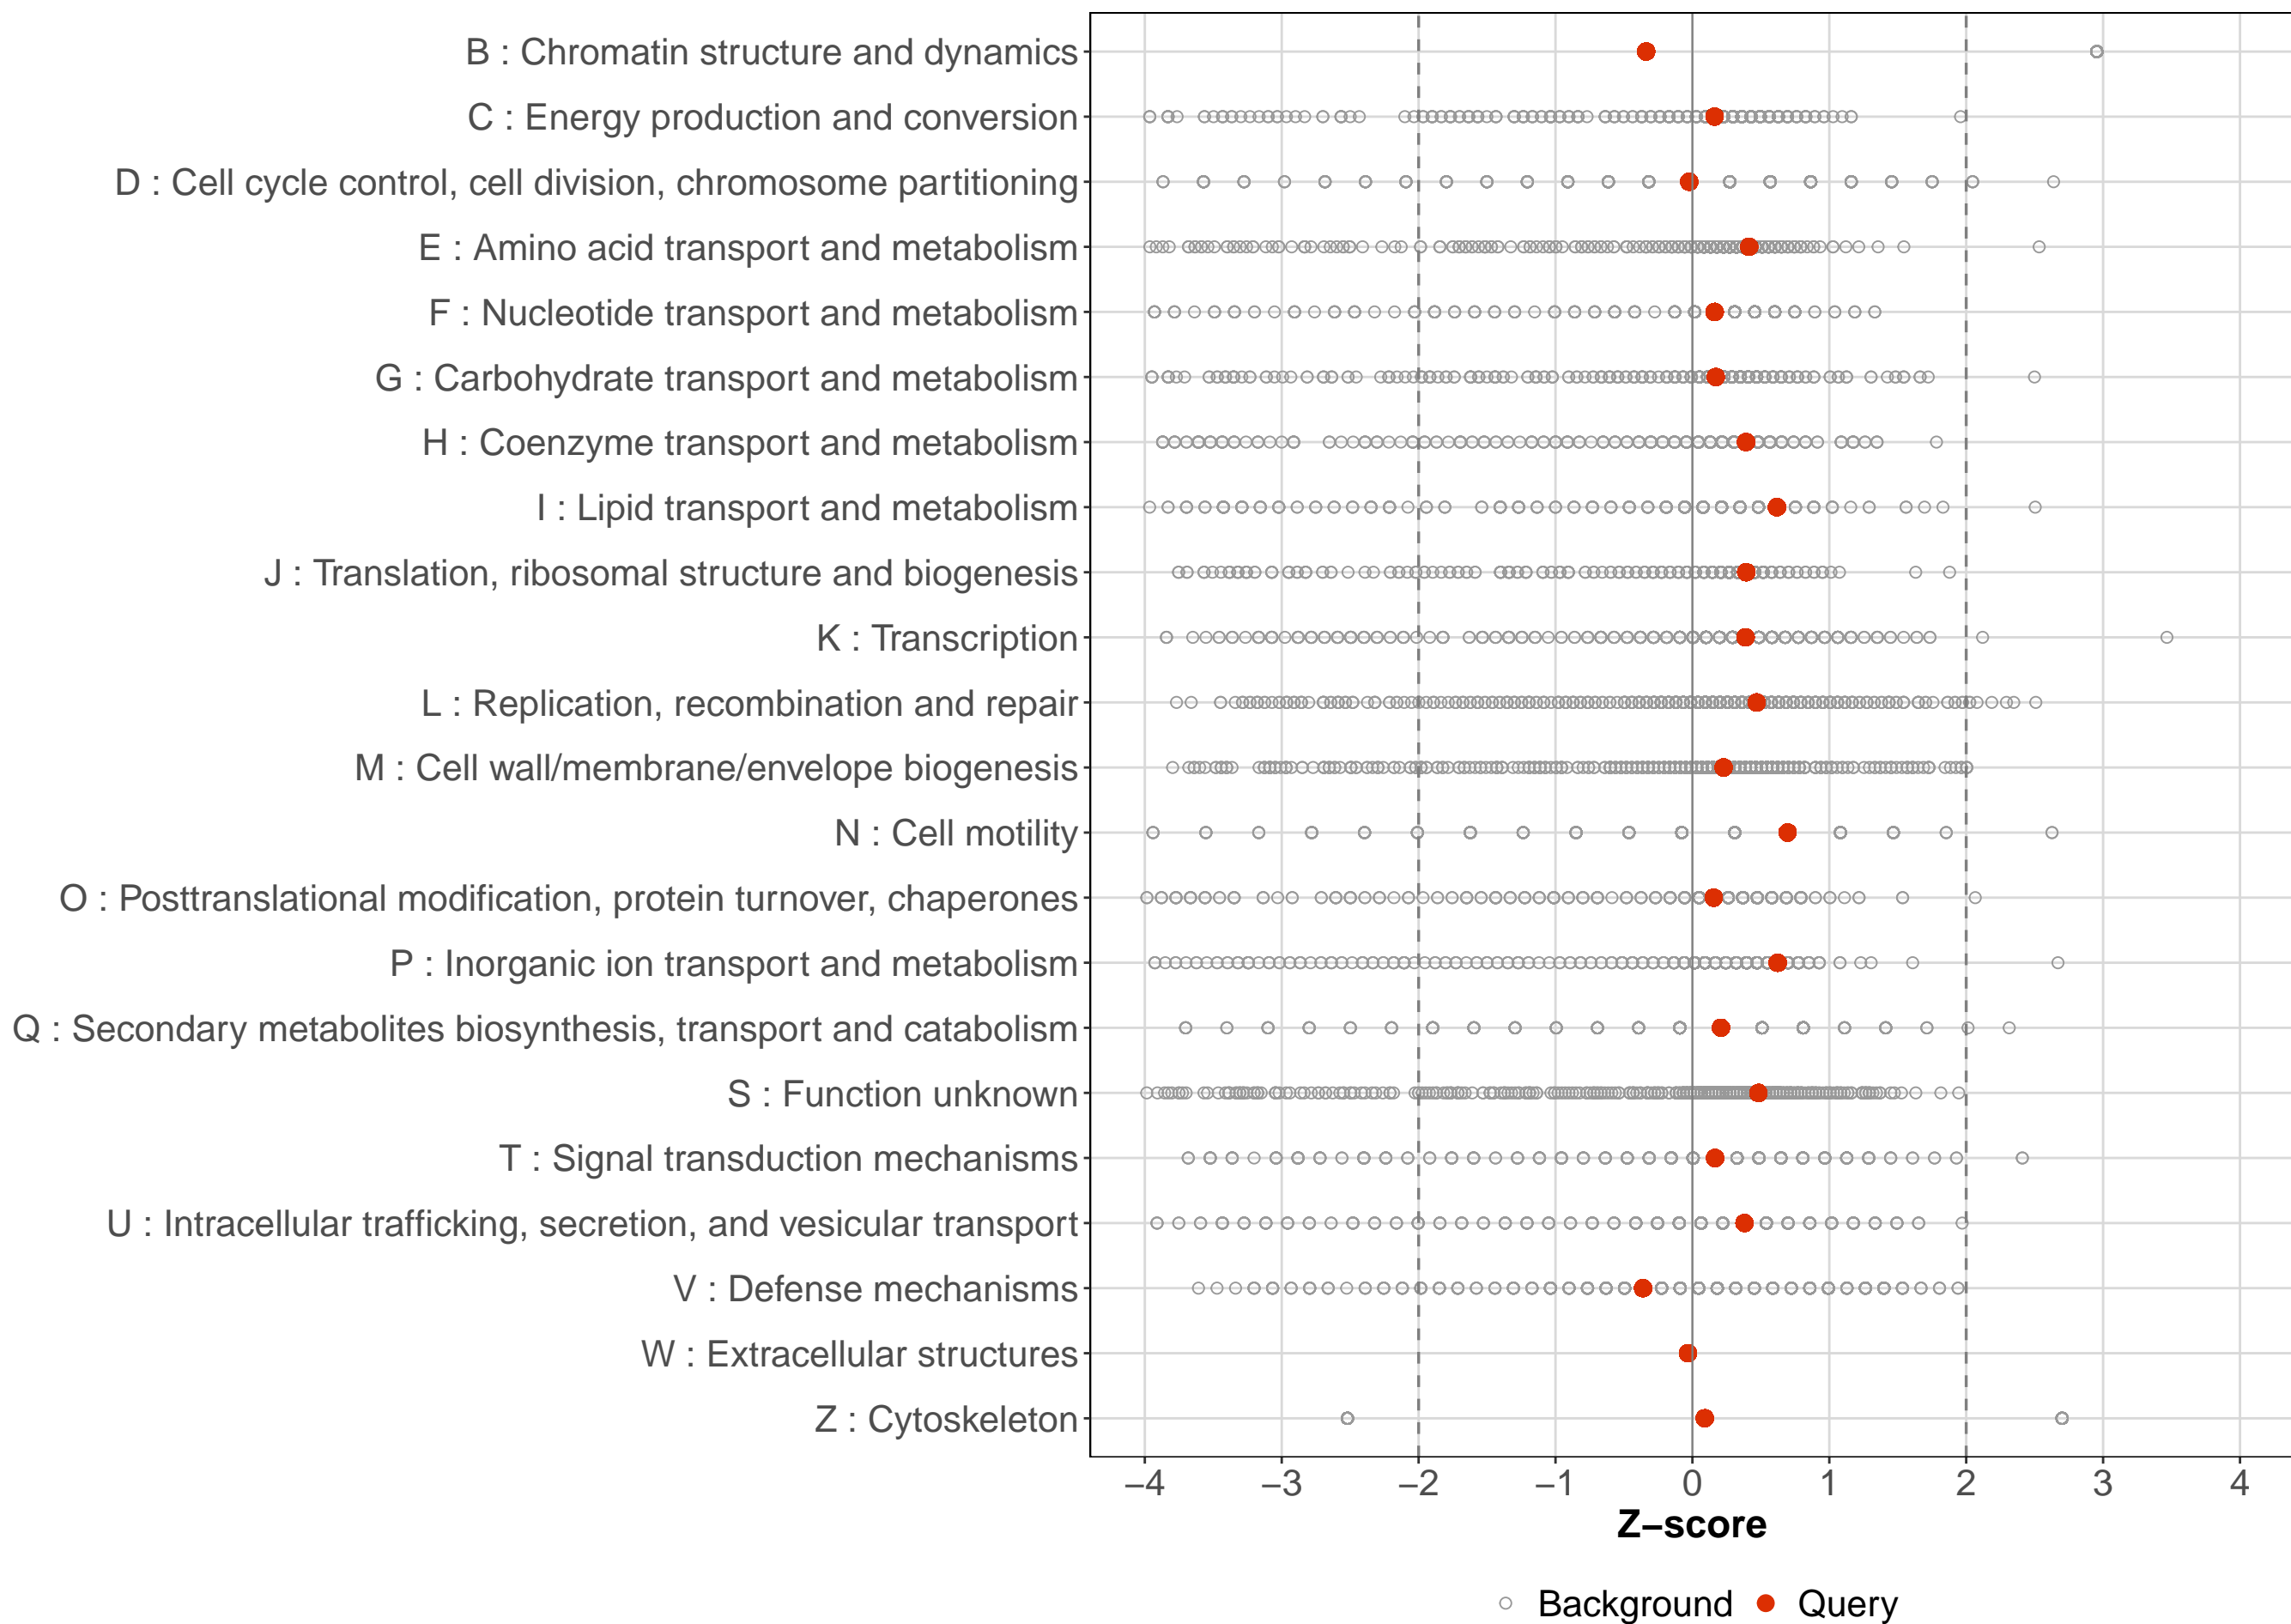 B : Chromatin structure and dynamics
C : Energy production and conversion
D : Cell cycle control, cell division, chromosome partitioning
E : Amino acid transport and metabolism
F : Nucleotide transport and metabolism
G : Carbohydrate transport and metabolism
H : Coenzyme transport and metabolism
I : Lipid transport and metabolism
J : Translation, ribosomal structure and biogenesis
K : Transcription
L : Replication, recombination and repair
M : Cell wall/membrane/envelope biogenesis
N : Cell motility
O : Posttranslational modification, protein turnover, chaperones
P : Inorganic ion transport and metabolism
Q : Secondary metabolites biosynthesis, transport and catabolism
S : Function unknown
T : Signal transduction mechanisms
U : Intracellular trafficking, secretion, and vesicular transport
V : Defense mechanisms
W : Extracellular structures
Z : Cytoskeleton
−4 −3 −2 −1 0 1 2 3 4
Z−score
Background Query